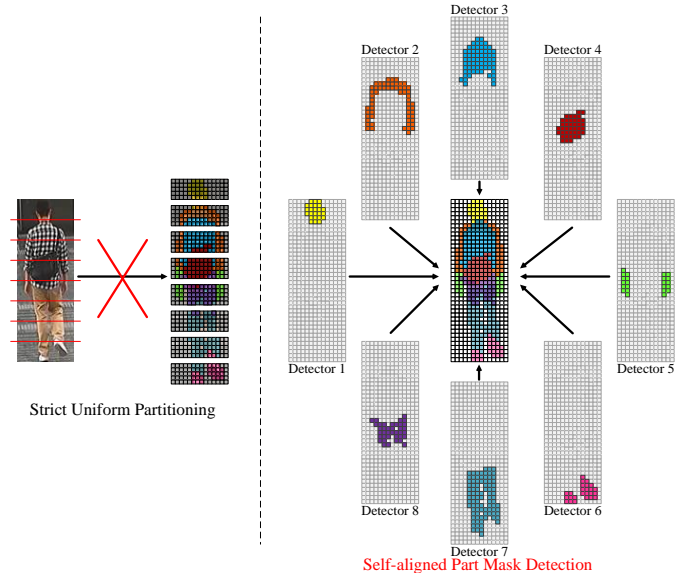 Detector 3
Detector 2
Detector 4
Detector 1
Detector 5
Strict Uniform Partitioning
Detector 8
Detector 6
Detector 7
Self-aligned Part Mask Detection